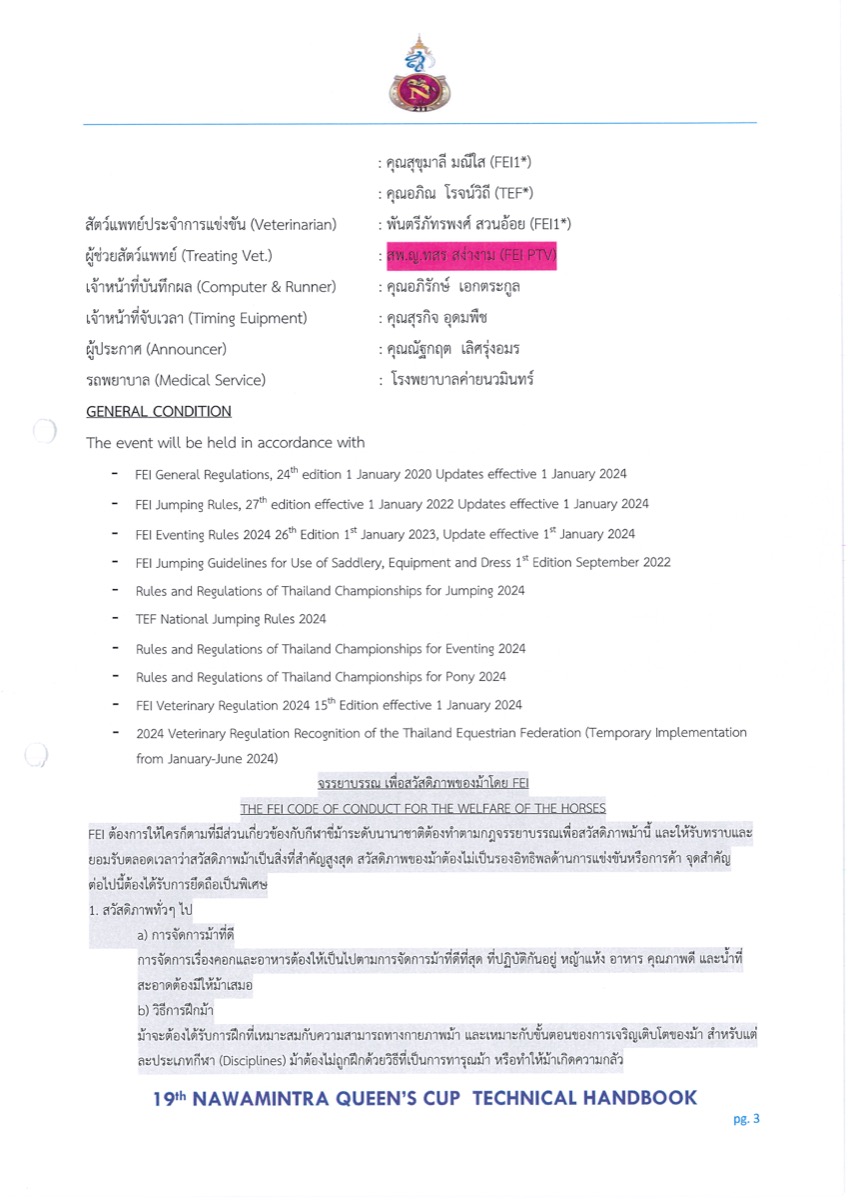 N
: คุณสุขุมาลี มณีใส (FEI1*)
: คุณอภิณ โรจน์วิถี (TEF*)
สัตว์แพทย์ประจำการแข่งขัน (Veterinarian) : พันตรีภัทรพงศ์ สวนอ้อย (FEI1*)
ผู้ช่วยสัตว์แพทย์ (Treating Vet.) : สพ.ญ.ทสร สง่างาม (FEI PTV)
เจ้าหน้าที่บันทึกผล (Computer & Runner) : คุณอภิรักษ์ เอกตระกูล
เจ้าหน้าที่จับเวลา (Timing Euipment) : คุณสุรกิจ อุดมพืช
ผู้ประกาศ (Announcer) : คุณณัฐกฤต เลิศรุ่งอมร
รถพยาบาล (Medical Service) : โรงพยาบาลค่ายนวมินทร์
GENERAL CONDITION
The event will be held in accordance with
- FEI General Regulations, 24th edition 1 January 2020 Updates effective 1 January 2024
- FEI Jumping Rules, 27th edition effective 1 January 2022 Updates effective 1 January 2024
- FEI Eventing Rules 2024 26th Edition 1st January 2023, Update effective 1st January 2024
- FEI Jumping Guidelines for Use of Saddlery, Equipment and Dress 1st Edition September 2022
- Rules and Regulations of Thailand Championships for Jumping 2024
- TEF National Jumping Rules 2024
- Rules and Regulations of Thailand Championships for Eventing 2024
- Rules and Regulations of Thailand Championships for Pony 2024
- FEI Veterinary Regulation 2024 15th Edition effective 1 January 2024
- 2024 Veterinary Regulation Recognition of the Thailand Equestrian Federation (Temporary Implementation
from January-June 2024)
จรรยาบรรณ เพื่อสวัสดิภาพของม้าโดย FEI
THE FEI CODE OF CONDUCT FOR THE WELFARE OF THE HORSES
FEI ต้องการให้ใครก็ตามที่มีส่วนเกี่ยวข้องกับกีฬาขี่ม้าระดับนานาชาติต้องทำตามกฎจรรยาบรรณเพื่อสวัสดิภาพม้านี้ และให้รับทราบและ
ยอมรับตลอดเวลาว่าสวัสดิภาพม้าเป็นสิ่งที่สำคัญสูงสุด สวัสดิภาพของม้าต้องไม่เป็นรองอิทธิพลด้านการแข่งขันหรือการค้า จุดสำคัญ
ต่อไปนี้ต้องได้รับการยึดถือเป็นพิเศษ
1. สวัสดิภาพทั่วๆ ไป
a) การจัดการม้าที่ดี
การจัดการเรื่องคอกและอาหารต้องให้เป็นไปตามการจัดการม้าที่ดีที่สุด ที่ปฏิบัติกันอยู่ หญ้าแห้ง อาหาร คุณภาพดี และน้ำที่
สะอาดต้องมีให้ม้าเสมอ
b) วิธีการฝึกม้า
ม้าจะต้องได้รับการฝึกที่เหมาะสมกับความสามารถทางกายภาพม้า และเหมาะกับขั้นตอนของการเจริญเติบโตของม้า สำหรับแต่
ละประเภทกีฬา (Disciplines) ม้าต้องไม่ถูกฝึกด้วยวิธีที่เป็นการทารุณม้า หรือทำให้ม้าเกิดความกลัว
19th NAWAMINTRA QUEEN'S CUP TECHNICAL HANDBOOK
pg. 3